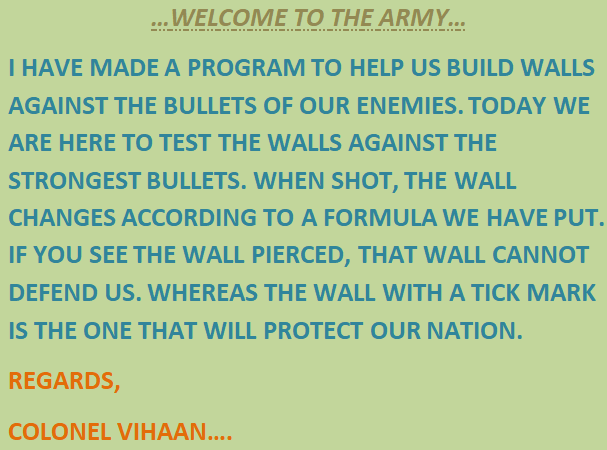 ...WELCOME TO THE ARMY...
I HAVE MADE A PROGRAM TO HELP US BUILD WALLS
AGAINST THE BULLETS OF OUR ENEMIES. TODAY WE
ARE HERE TO TEST THE WALLS AGAINST THE
STRONGEST BULLETS. WHEN SHOT, THE WALL
CHANGES ACCORDING TO A FORMULA WE HAVE PUT.
IF YOU SEE THE WALL PIERCED, THAT WALL CANNOT
DEFEND US. WHEREAS THE WALL WITH A TICK MARK
IS THE ONE THAT WILL PROTECT OUR NATION.
REGARDS,
COLONEL VIHAAN....